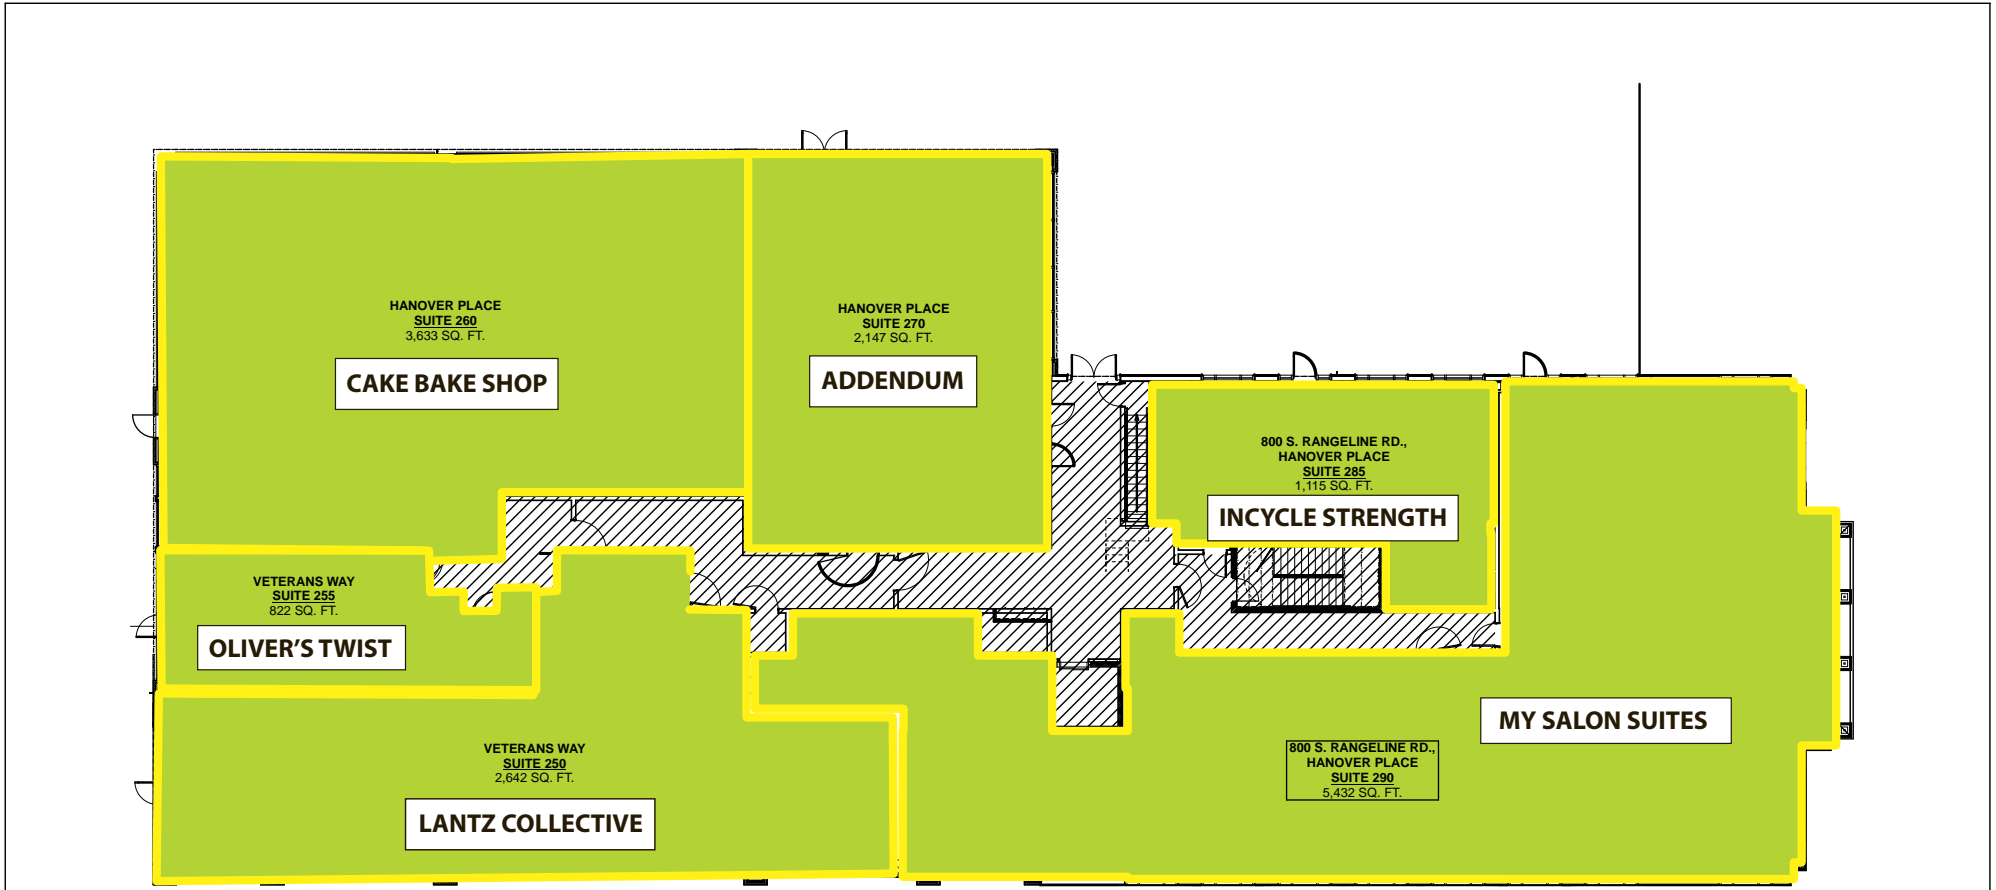 HANOVER PLACE
SUITE 260
3,633 SQ. FT.
CAKE BAKE SHOP
HANOVER PLACE
SUITE 270
2,147 SQ. FT.
ADDENDUM
800 S. RANGELINE RD.,
HANOVER PLACE
SUITE 285
1,115 SQ. FT.
INCYCLE STRENGTH
VETERANS WAY
SUITE 255
822 SQ. FT.
OLIVER’S TWIST
VETERANS WAY
SUITE 250
2,642 SQ. FT.
LANTZ COLLECTIVE
MY SALON SUITES
800 S. RANGELINE RD.,
HANOVER PLACE
SUITE 290
5,432 SQ. FT.